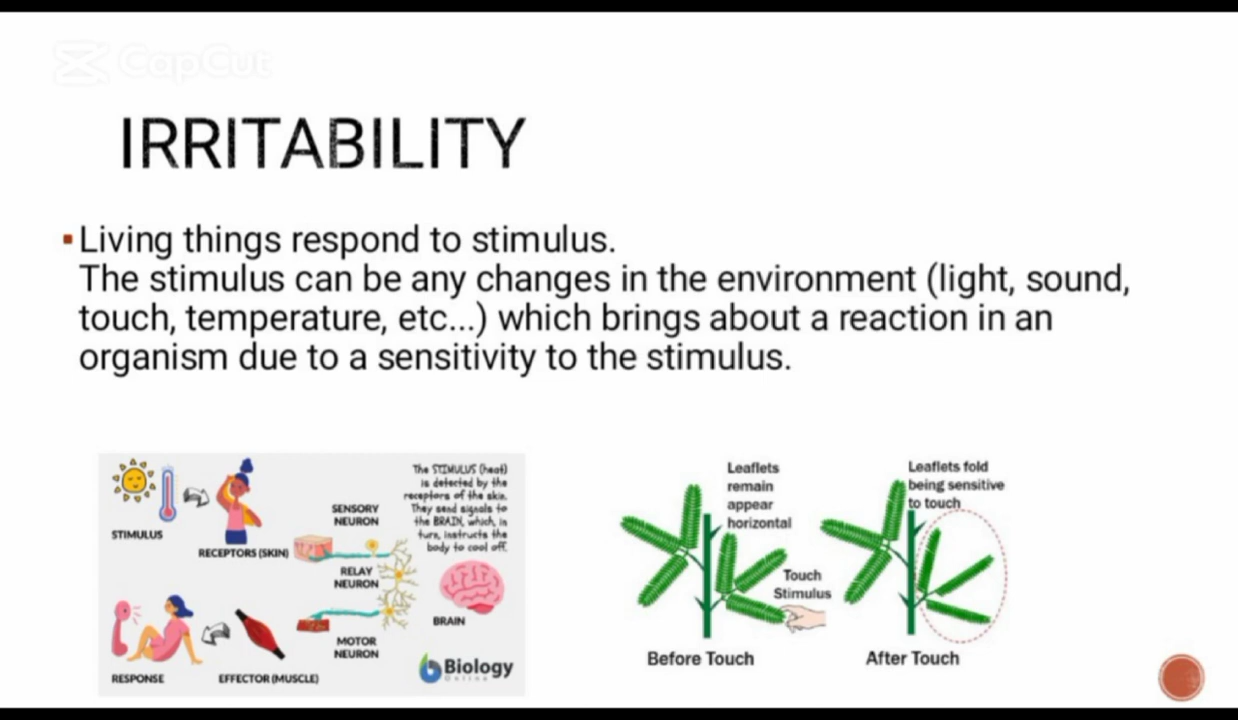 CapCut
IRRITABILITY
Living things respond to stimulus.
The stimulus can be any changes in the environment (light, sound,
touch, temperature, etc...) which brings about a reaction in an
organism due to a sensitivity to the stimulus.
STIMULUS
RECEPTORS (SKIN)
SENSORY
NEURON
RELAY
NEURON
MOTOR
NEURON
The STIMULUS (heat)
is detected by the
receptors of the skin.
They send signals to
the BRAIN, which, in
turn, instructs the
body to cool off.
BRAIN
RESPONSE
EFFECTOR (MUSCLE)
Biology
Online
Leaflets
remain
appear
horizontal
Touch
Stimulus
Before Touch
Leaflets fold
being sensitive
to touch
After Touch